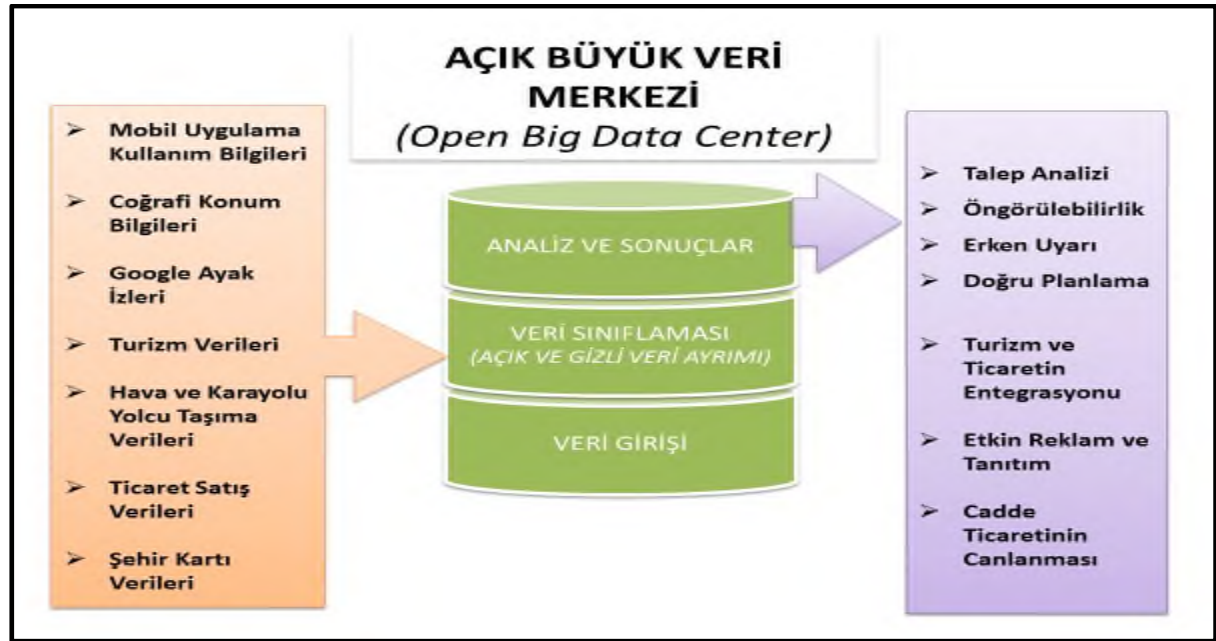 AÇIK BÜYÜK VERİ
MERKEZİ
(Open Big Data Center)
➢ Mobil Uygulama
Kullanım Bilgileri
➢ Coğrafi Konum
Bilgileri
➢ Google Ayak
İzleri
➢ Turizm Verileri
➢ Hava ve Karayolu
Yolcu Taşıma
Verileri
➢ Ticaret Satış
Verileri
➢ Şehir Kartı
Verileri
ANALİZ VE SONUÇLAR
VERİ SINIFLAMASI
(AÇIK VE GİZLİ VERİ AYRIMI)
VERİ GİRİŞİ
➢ Talep Analizi
➢ Öngörülebilirlik
➢ Erken Uyarı
➢ Doğru Planlama
➢ Turizm ve
Ticaretin
Entegrasyonu
➢ Etkin Reklam ve
Tanıtım
➢ Cadde
Ticaretinin
Canlanması